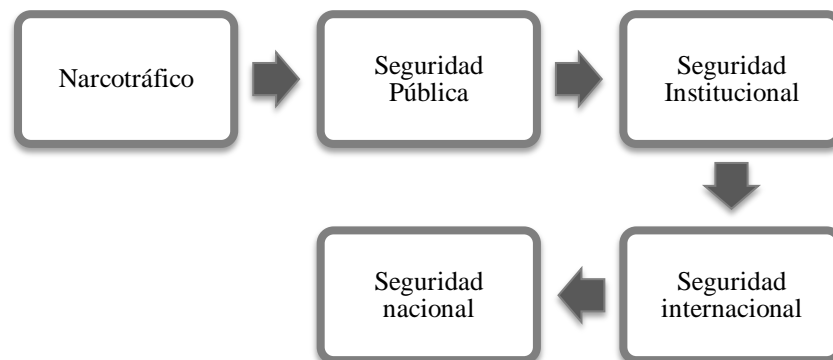 Narcotráfico
Seguridad
Pública
Seguridad
Institucional
Seguridad
internacional
Seguridad
nacional